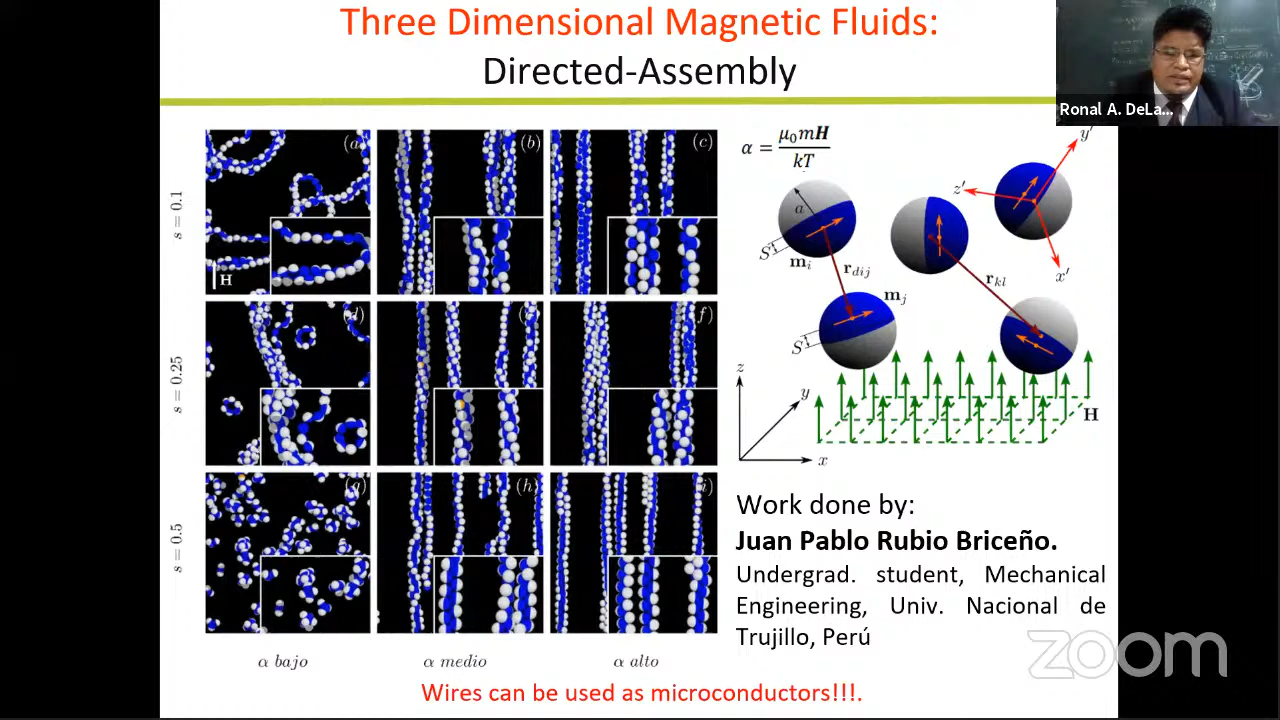 Three Dimensional Magnetic Fluids:
Directed-Assembly
Ronal A. DeLa...
(a)
(b)
(c)
s = 0.1
H
(d)
f)
s = 0.25
(g)
(h)
i)
s = 0.5
α bajo
α medio
α alto
α = μ₀mH / kT
a
S
m_i
r_dij
m_j
S
r_kl
z'
y'
x'
z
y
x
H
Work done by:
Juan Pablo Rubio Briceño.
Undergrad. student, Mechanical
Engineering, Univ. Nacional de
Trujillo, Perú
zoom
Wires can be used as microconductors!!!.